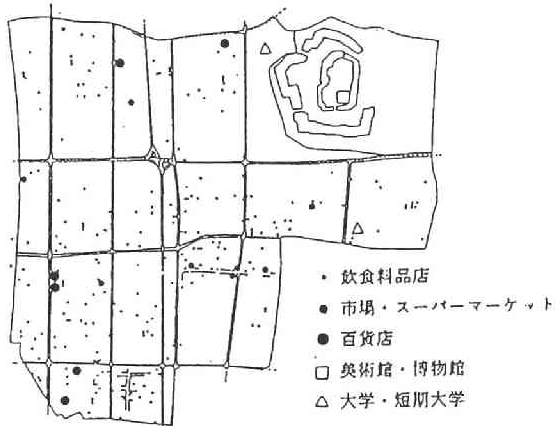 飲食料品店
市場・スーパーマーケット
百貨店
美術館・博物館
大学・短期大学